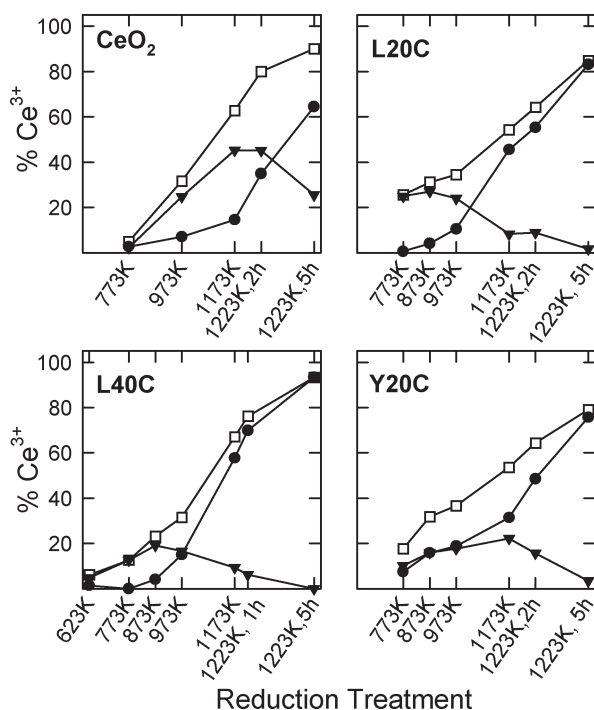 CeO₂
L20C
100
80
60
40
20
% Ce³⁺
773K
973K
1173K
1223K,2h
1223K, 5h
773K
873K
973K
1173K
1223K, 2h
1223K, 5h
L40C
Y20C
100
80
60
40
20
% Ce³⁺
623K
773K
873K
973K
1173K
1223K, 1h
1223K, 5h
773K
873K
973K
1173K
1223K, 2h
1223K, 5h
Reduction Treatment